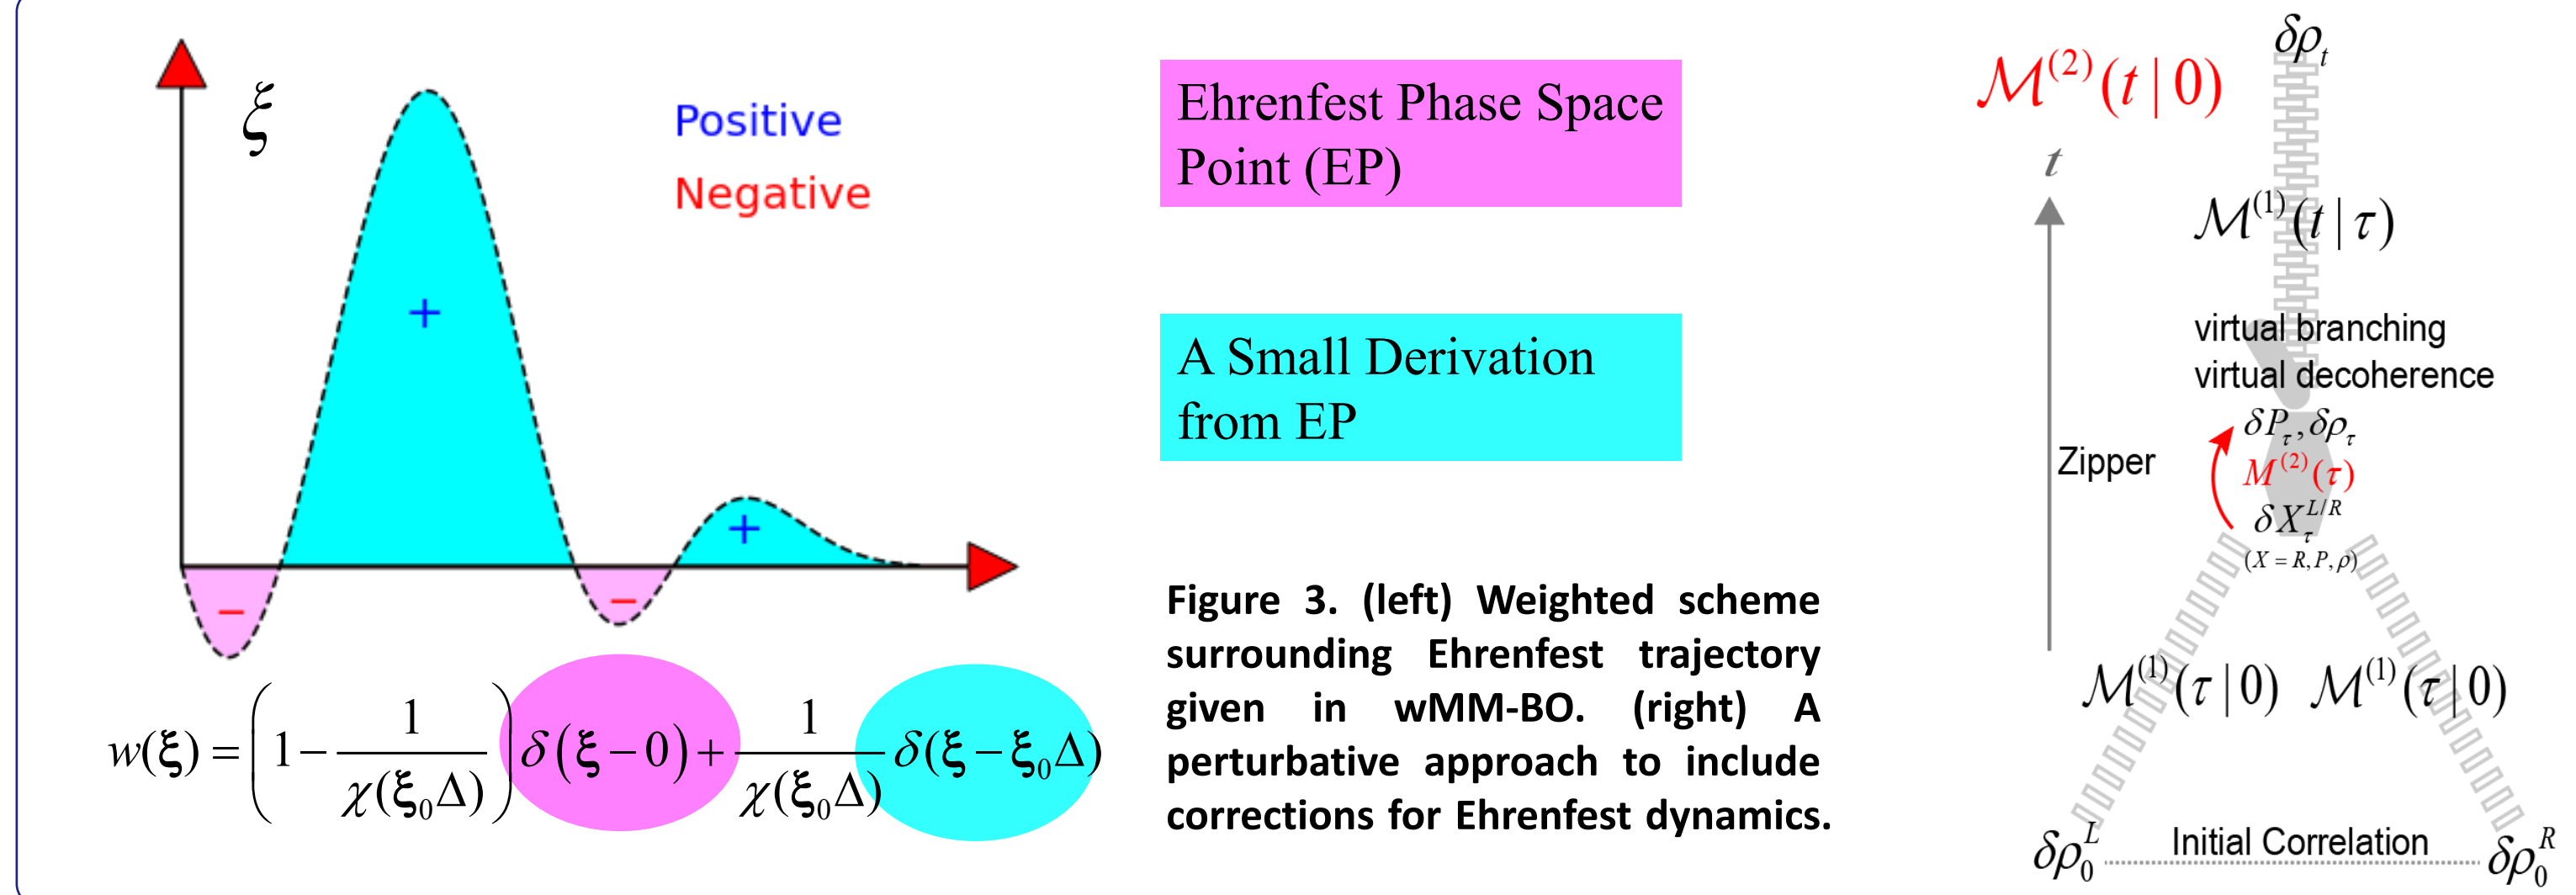 ξ
Positive
Negative
+
+
−
−
w(ξ) = (1 − 1/χ(ξ₀Δ)) δ(ξ − 0) + 1/χ(ξ₀Δ) δ(ξ − ξ₀Δ)
Ehrenfest Phase Space
Point (EP)
A Small Derivation
from EP
Figure 3. (left) Weighted scheme
surrounding Ehrenfest trajectory
given in wMM-BO. (right) A
perturbative approach to include
corrections for Ehrenfest dynamics.
δρ_t
ℳ^(2)(t | 0)
t
ℳ^(1)(t | τ)
virtual branching
virtual decoherence
δP_τ, δρ_τ
Zipper
M^(2)(τ)
δX_τ^{L/R}
(X = R, P, ρ)
ℳ^(1)(τ | 0) ℳ^(1)(τ | 0)
δρ₀^L Initial Correlation δρ₀^R